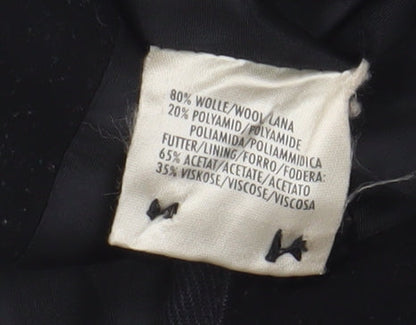 80% WOLLE/WOOL LANA
20% POLYAMID/POLYAMIDE
POLIAMIDA/POLIAMMIDICA
FUTTER/LINING/FORRO/FODERA:
65% ACETAT/ACETATE/ACETATO
35% VISKOSE/VISCOSE/VISCOSA